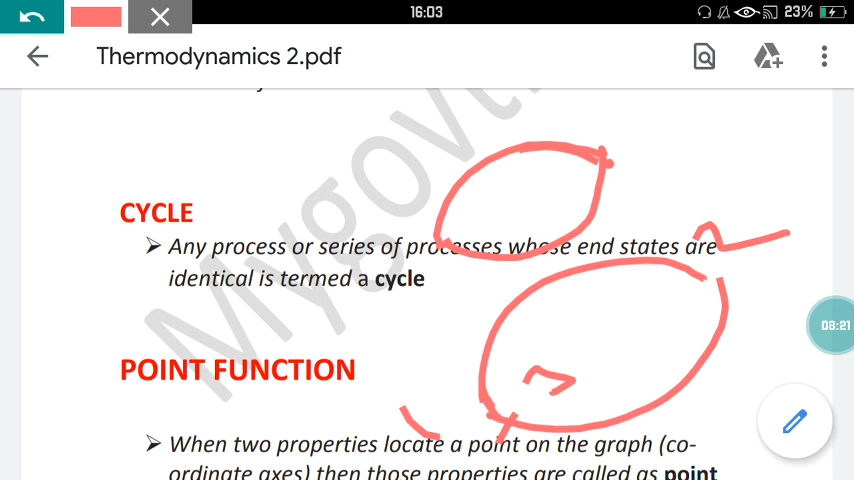 16:03
23%
Thermodynamics 2.pdf
Mygovt
CYCLE
➢ Any process or series of processes whose end states are
identical is termed a cycle
08:21
POINT FUNCTION
➢ When two properties locate a point on the graph (co-
ordinate axes) then those properties are called as point